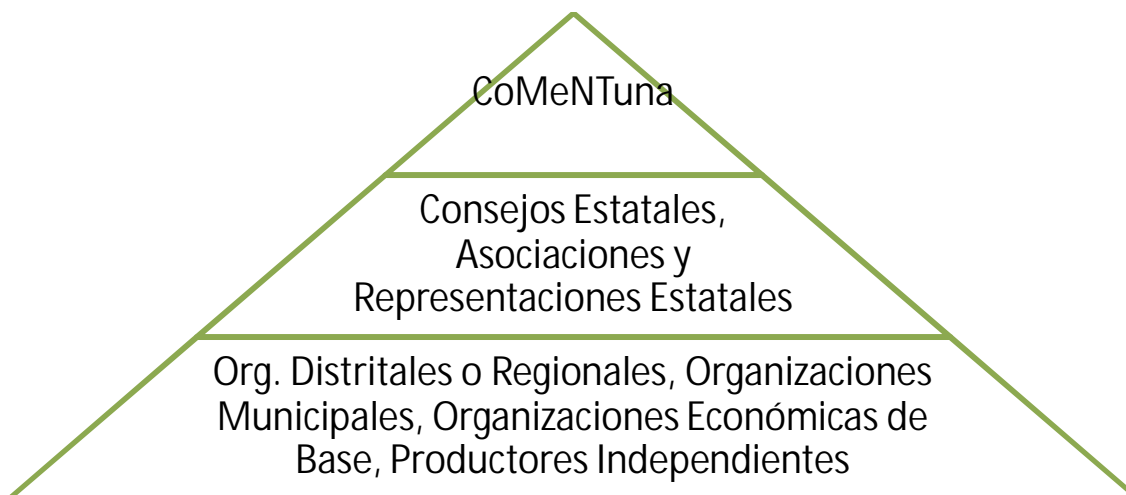 CoMeNTuna
Consejos Estatales,
Asociaciones y
Representaciones Estatales
Org. Distritales o Regionales, Organizaciones
Municipales, Organizaciones Económicas de
Base, Productores Independientes